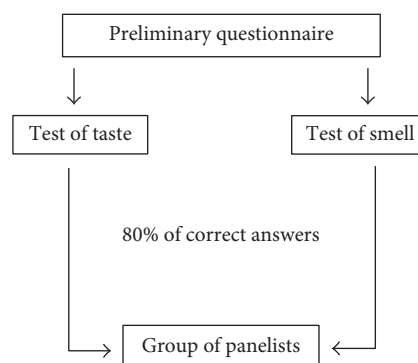 Preliminary questionnaire
Test of taste
Test of smell
80% of correct answers
Group of panelists